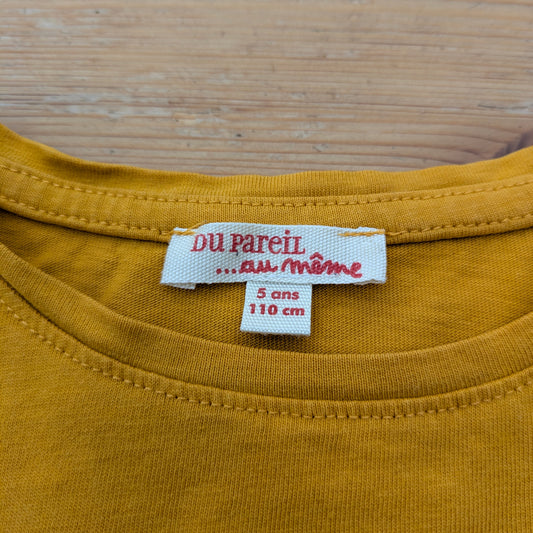 DU PAREIL
...au même
5 ans
110 cm